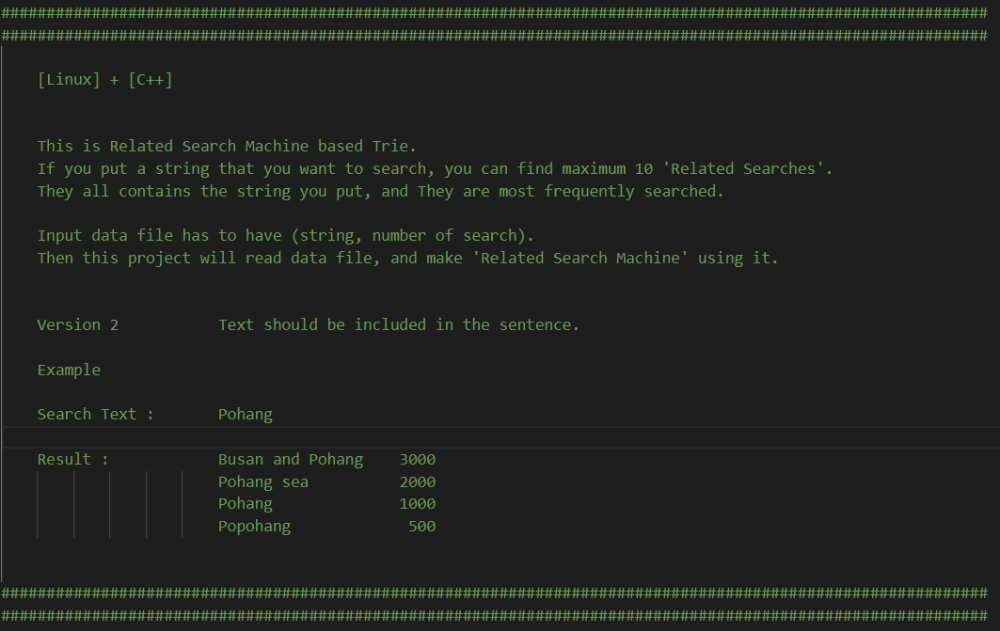 ##############################################################################################################
##############################################################################################################
[Linux] + [C++]
This is Related Search Machine based Trie.
If you put a string that you want to search, you can find maximum 10 'Related Searches'.
They all contains the string you put, and They are most frequently searched.
Input data file has to have (string, number of search).
Then this project will read data file, and make 'Related Search Machine' using it.
Version 2 Text should be included in the sentence.
Example
Search Text : Pohang
Result : Busan and Pohang 3000
Pohang sea 2000
Pohang 1000
Popohang 500
##############################################################################################################
##############################################################################################################